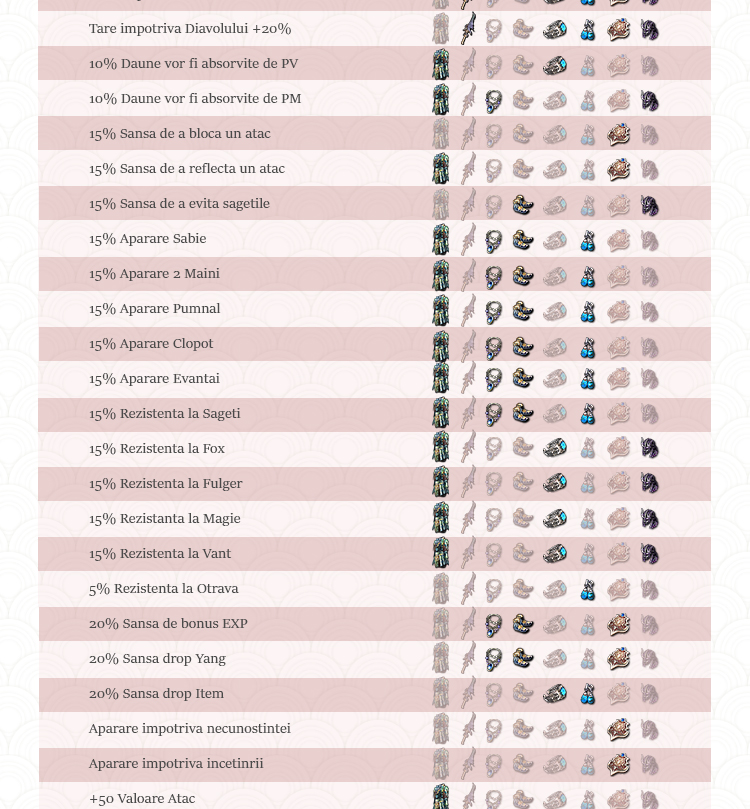 Tare impotriva Diavolului +20%
10% Daune vor fi absorvite de PV
10% Daune vor fi absorvite de PM
15% Sansa de a bloca un atac
15% Sansa de a reflecta un atac
15% Sansa de a evita sagetile
15% Aparare Sabie
15% Aparare 2 Maini
15% Aparare Pumnal
15% Aparare Clopot
15% Aparare Evantai
15% Rezistenta la Sageti
15% Rezistenta la Fox
15% Rezistenta la Fulger
15% Rezistanta la Magie
15% Rezistenta la Vant
5% Rezistenta la Otrava
20% Sansa de bonus EXP
20% Sansa drop Yang
20% Sansa drop Item
Aparare impotriva necunostintei
Aparare impotriva incetinrii
+50 Valoare Atac